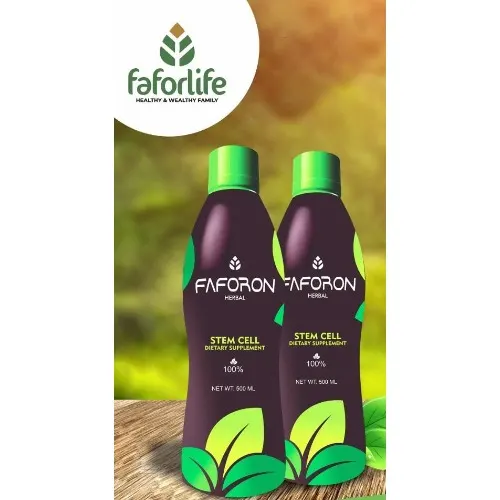 faforlife
HEALTHY & WEALTHY FAMILY
FAFORON
HERBAL
STEM CELL
DIETARY SUPPLEMENT
100%
NET WT. 500 ML
FAFORON
HERBAL
STEM CELL
DIETARY SUPPLEMENT
100%
NET WT. 500 ML